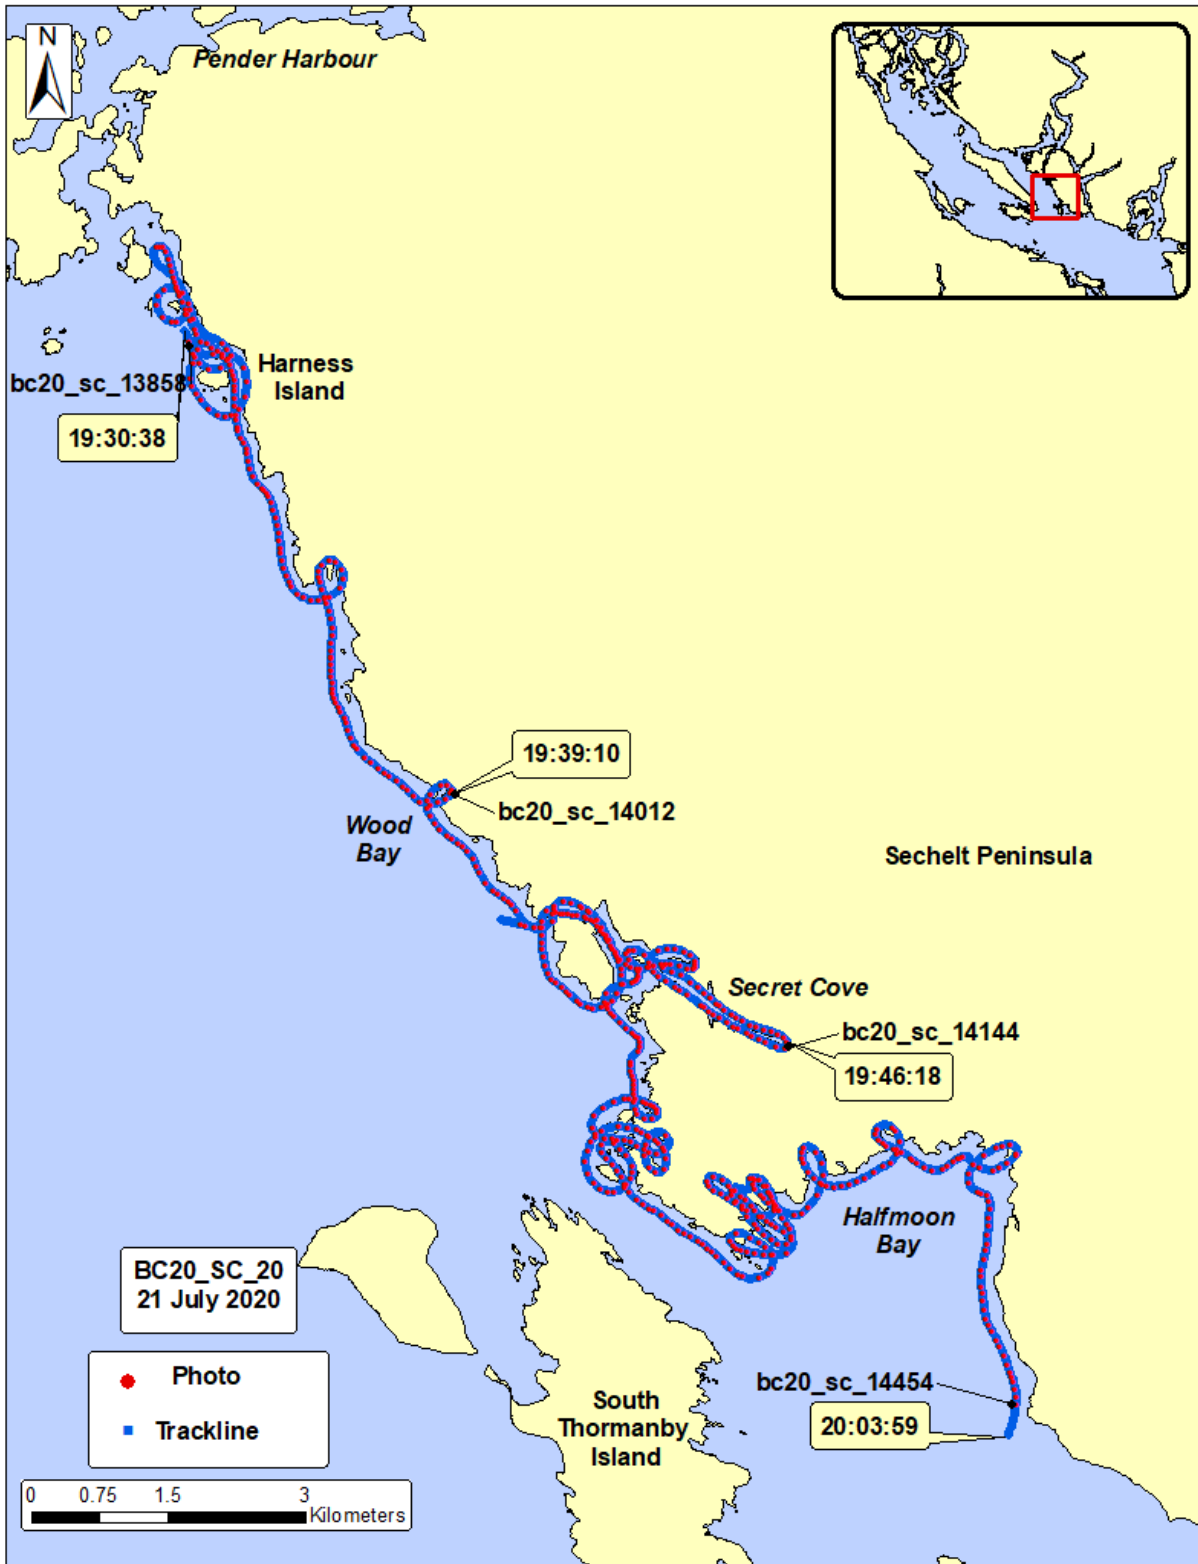 N
Pender Harbour
Harness
Island
bc20_sc_13858
19:30:38
19:39:10
bc20_sc_14012
Wood
Bay
Sechelt Peninsula
Secret Cove
bc20_sc_14144
19:46:18
Halfmoon
Bay
BC20_SC_20
21 July 2020
Photo
Trackline
bc20_sc_14454
20:03:59
South
Thormanby
Island
0 0.75 1.5 3
Kilometers